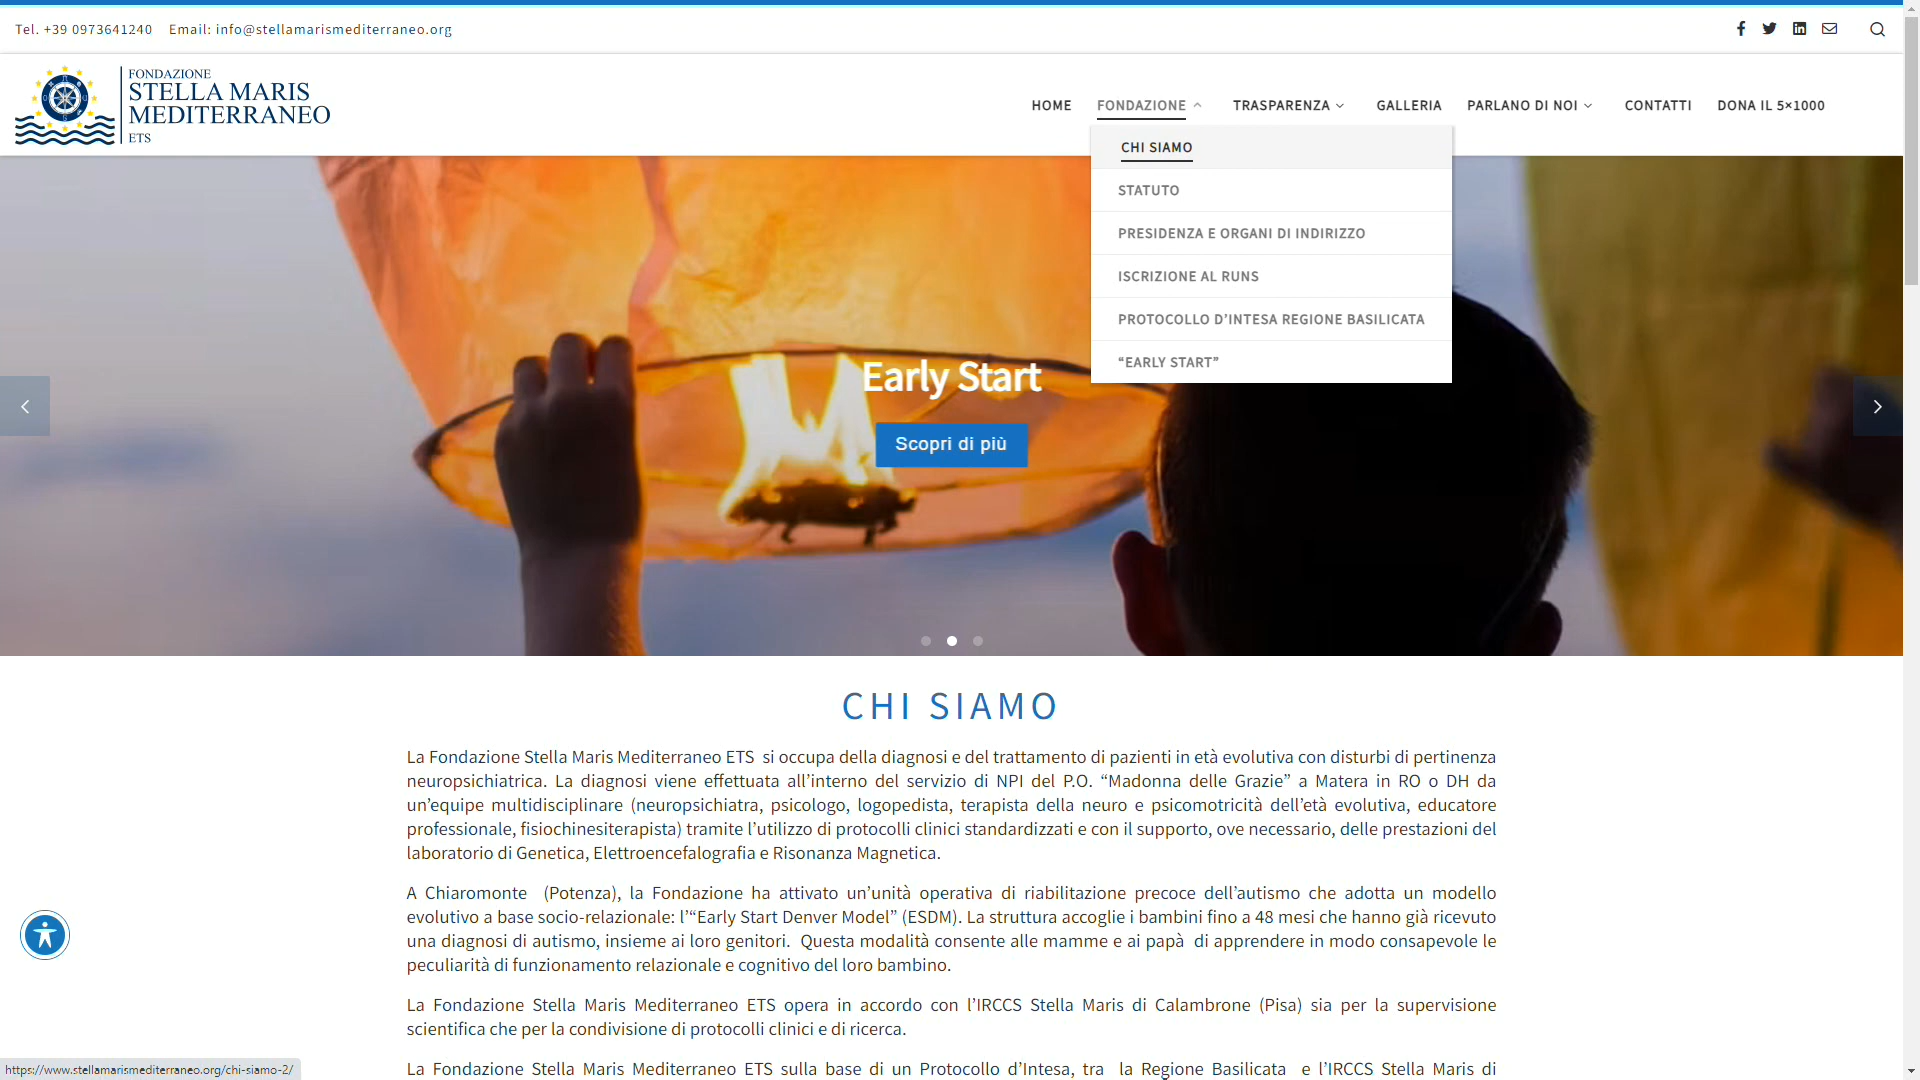 Tel. +39 0973641240 Email: info@stellamarismediterraneo.org
FONDAZIONE
STELLA MARIS
MEDITERRANEO
ETS
HOME FONDAZIONE TRASPARENZA GALLERIA PARLANO DI NOI CONTATTI DONA IL 5×1000
CHI SIAMO
STATUTO
PRESIDENZA E ORGANI DI INDIRIZZO
ISCRIZIONE AL RUNS
PROTOCOLLO D’INTESA REGIONE BASILICATA
“EARLY START”
Early Start
Scopri di più
CHI SIAMO
La Fondazione Stella Maris Mediterraneo ETS si occupa della diagnosi e del trattamento di pazienti in età evolutiva con disturbi di pertinenza
neuropsichiatrica. La diagnosi viene effettuata all’interno del servizio di NPI del P.O. “Madonna delle Grazie” a Matera in RO o DH da
un’equipe multidisciplinare (neuropsichiatra, psicologo, logopedista, terapista della neuro e psicomotricità dell’età evolutiva, educatore
professionale, fisiochinesiterapista) tramite l’utilizzo di protocolli clinici standardizzati e con il supporto, ove necessario, delle prestazioni del
laboratorio di Genetica, Elettroencefalografia e Risonanza Magnetica.
A Chiaromonte (Potenza), la Fondazione ha attivato un’unità operativa di riabilitazione precoce dell’autismo che adotta un modello
evolutivo a base socio-relazionale: l’“Early Start Denver Model” (ESDM). La struttura accoglie i bambini fino a 48 mesi che hanno già ricevuto
una diagnosi di autismo, insieme ai loro genitori. Questa modalità consente alle mamme e ai papà di apprendere in modo consapevole le
peculiarità di funzionamento relazionale e cognitivo del loro bambino.
La Fondazione Stella Maris Mediterraneo ETS opera in accordo con l’IRCCS Stella Maris di Calambrone (Pisa) sia per la supervisione
scientifica che per la condivisione di protocolli clinici e di ricerca.
La Fondazione Stella Maris Mediterraneo ETS sulla base di un Protocollo d’Intesa, tra la Regione Basilicata e l’IRCCS Stella Maris di
https://www.stellamarismediterraneo.org/chi-siamo-2/